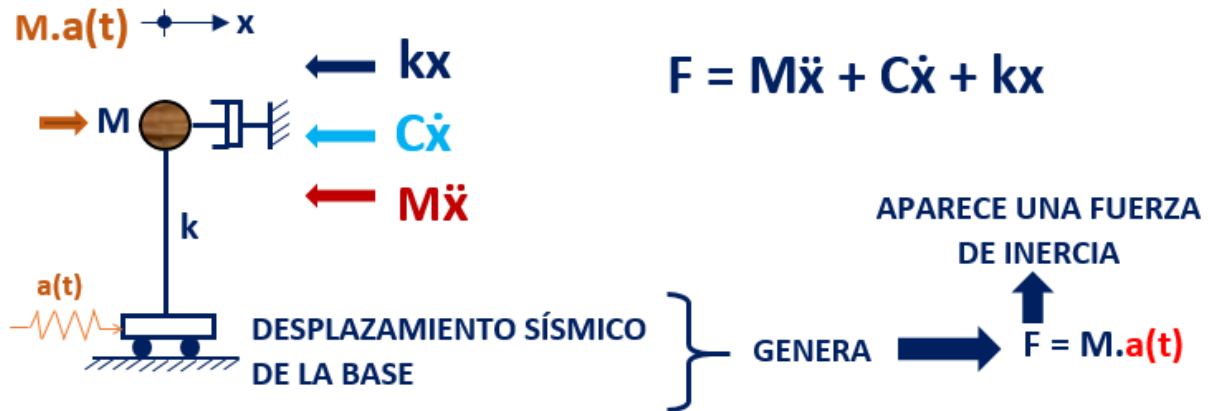 M.a(t)
x
kx
F = Mẍ + Cẋ + kx
M
Cẋ
Mẍ
k
APARECE UNA FUERZA
DE INERCIA
a(t)
DESPLAZAMIENTO SÍSMICO
DE LA BASE
GENERA
F = M.a(t)